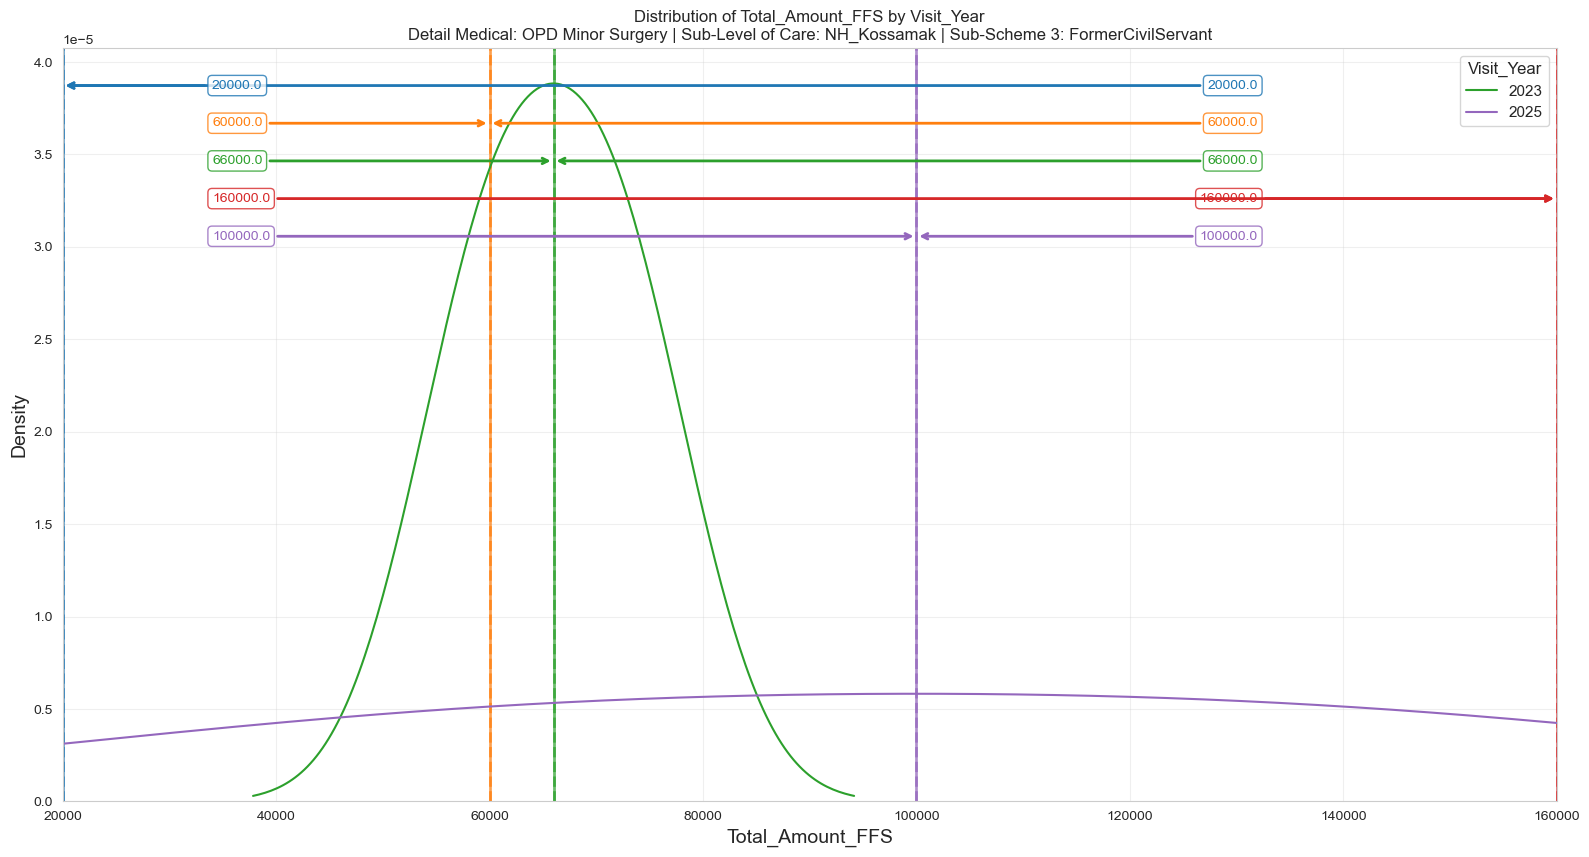 Distribution of Total_Amount_FFS by Visit_Year
Detail Medical: OPD Minor Surgery | Sub-Level of Care: NH_Kossamak | Sub-Scheme 3: FormerCivilServant
1e−5
4.0
3.5
3.0
2.5
2.0
1.5
1.0
0.5
0.0
Density
20000.0 20000.0
60000.0 60000.0
66000.0 66000.0
160000.0 160000.0
100000.0 100000.0
Visit_Year
2023
2025
20000 40000 60000 80000 100000 120000 140000 160000
Total_Amount_FFS